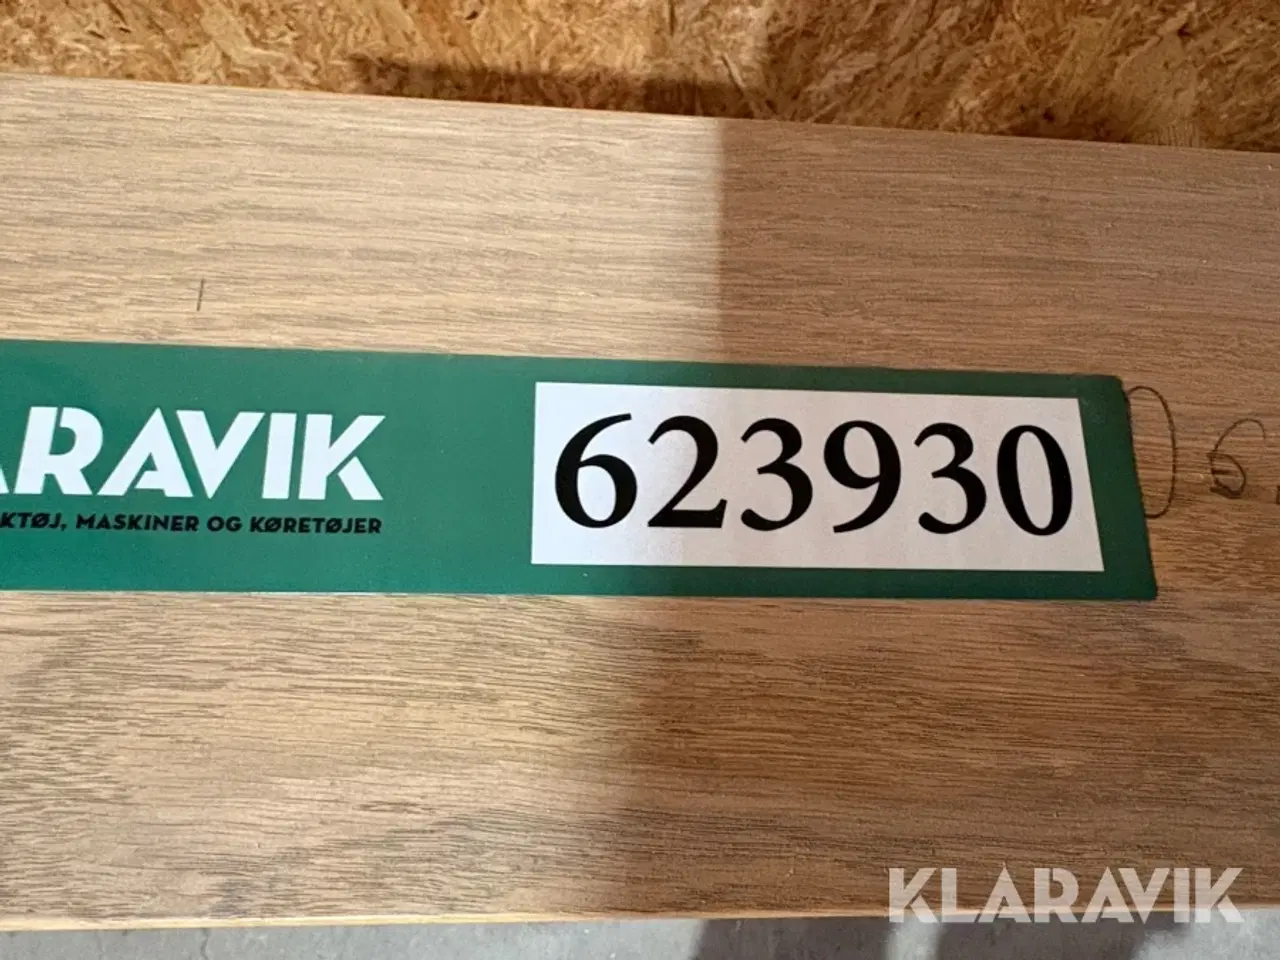 ARAVIK
KTØJ, MASKINER OG KØRETØJER
623930
KLARAVIK